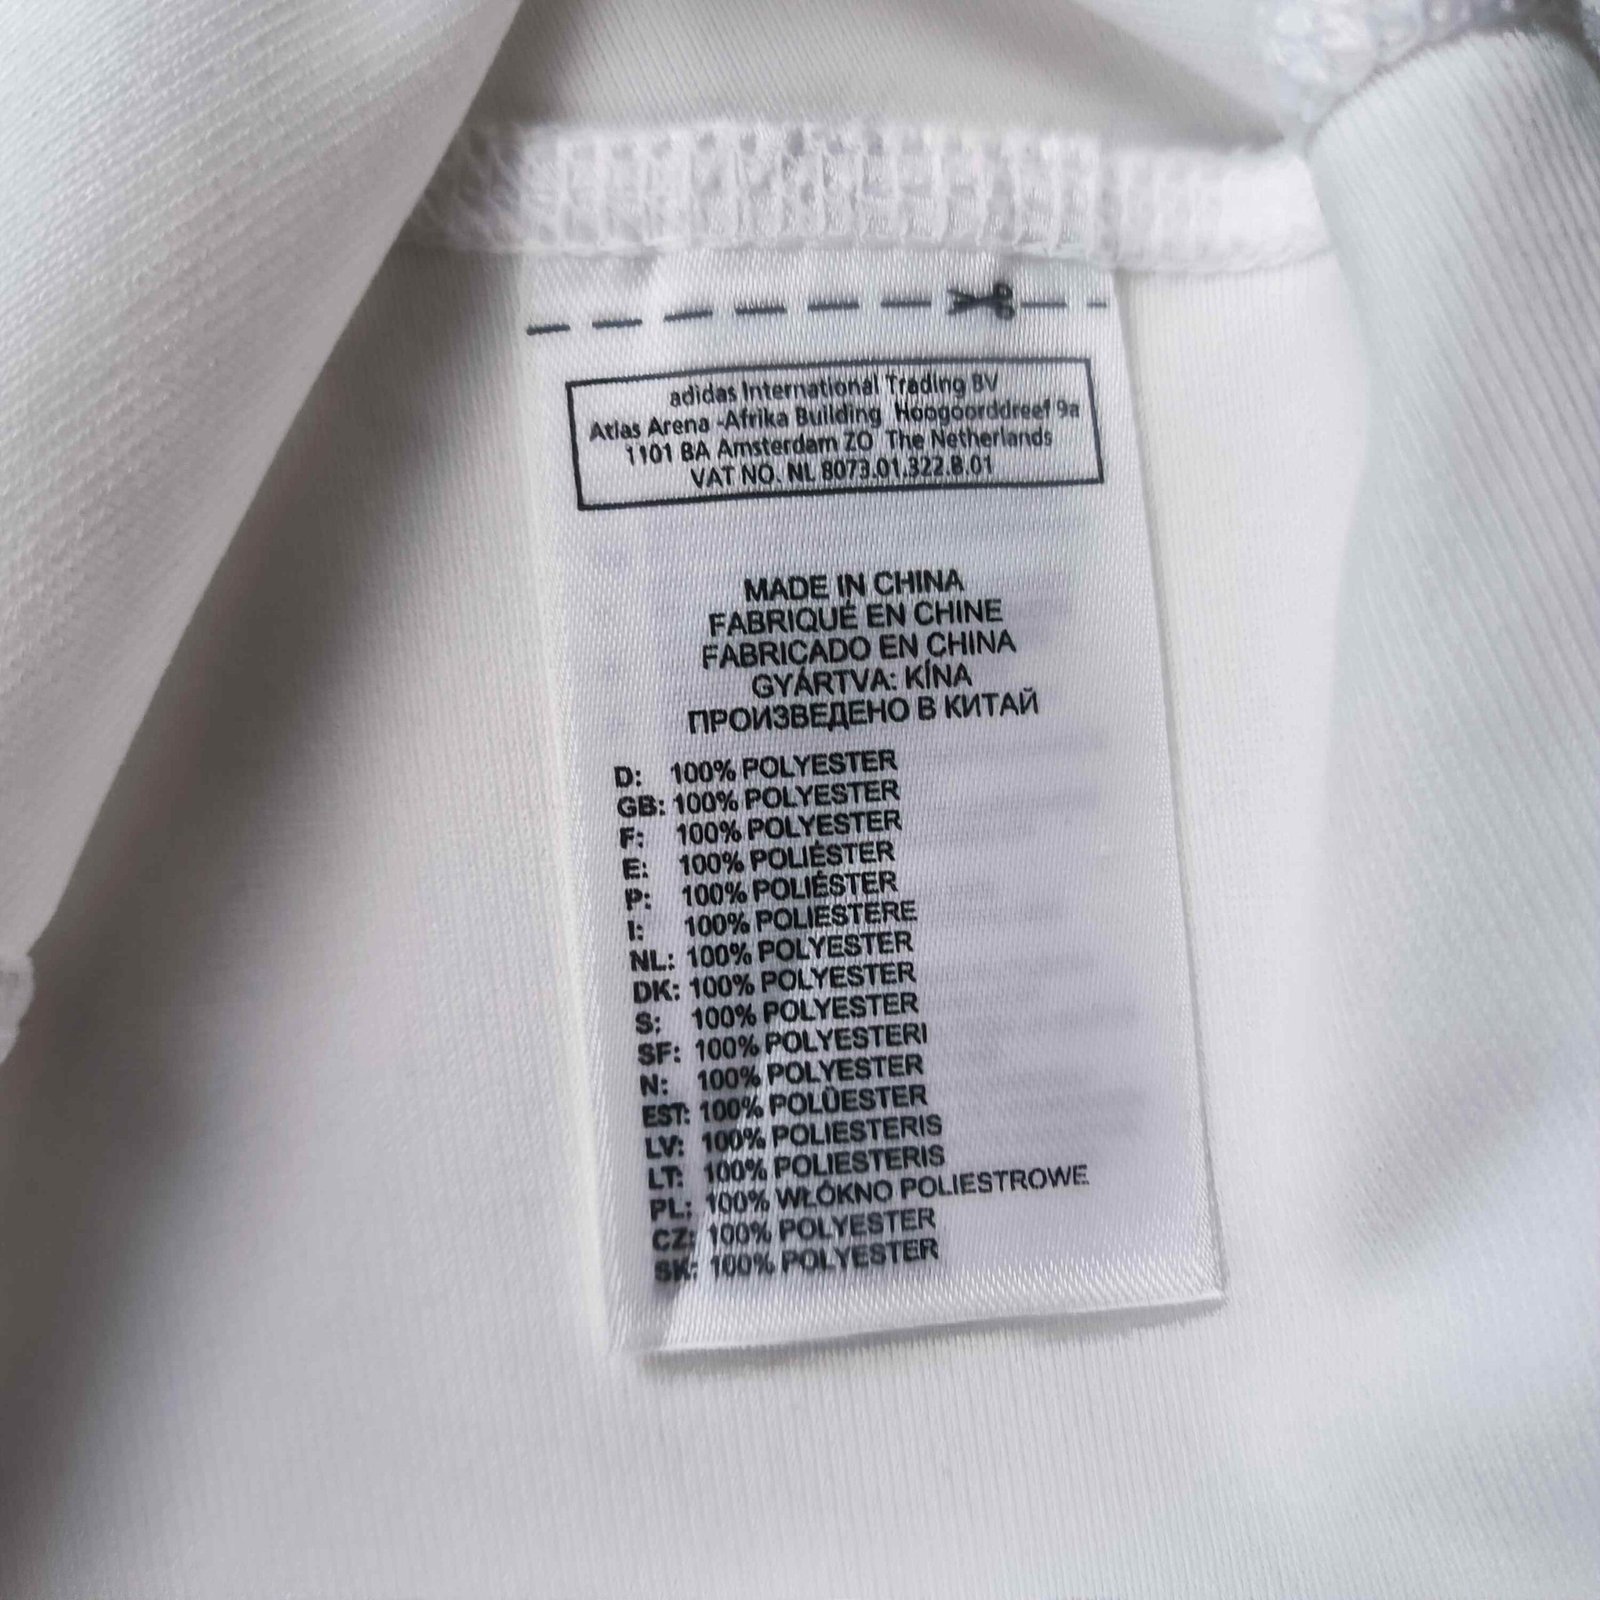 adidas International Trading BV
Atlas Arena -Afrika Building Hoogoorddreef 9a
1101 BA Amsterdam ZO The Netherlands
VAT NO. NL 8073.01.322.B.01
MADE IN CHINA
FABRIQUÉ EN CHINE
FABRICADO EN CHINA
GYÁRTVA: KÍNA
ПРОИЗВЕДЕНО В КИТАЙ
D: 100% POLYESTER
GB: 100% POLYESTER
F: 100% POLYESTER
E: 100% POLIÉSTER
P: 100% POLIÉSTER
I: 100% POLIESTERE
NL: 100% POLYESTER
DK: 100% POLYESTER
S: 100% POLYESTER
SF: 100% POLYESTERI
N: 100% POLYESTER
EST: 100% POLÜESTER
LV: 100% POLIESTERIS
LT: 100% POLIESTERIS
PL: 100% WŁÓKNO POLIESTROWE
CZ: 100% POLYESTER
SK: 100% POLYESTER